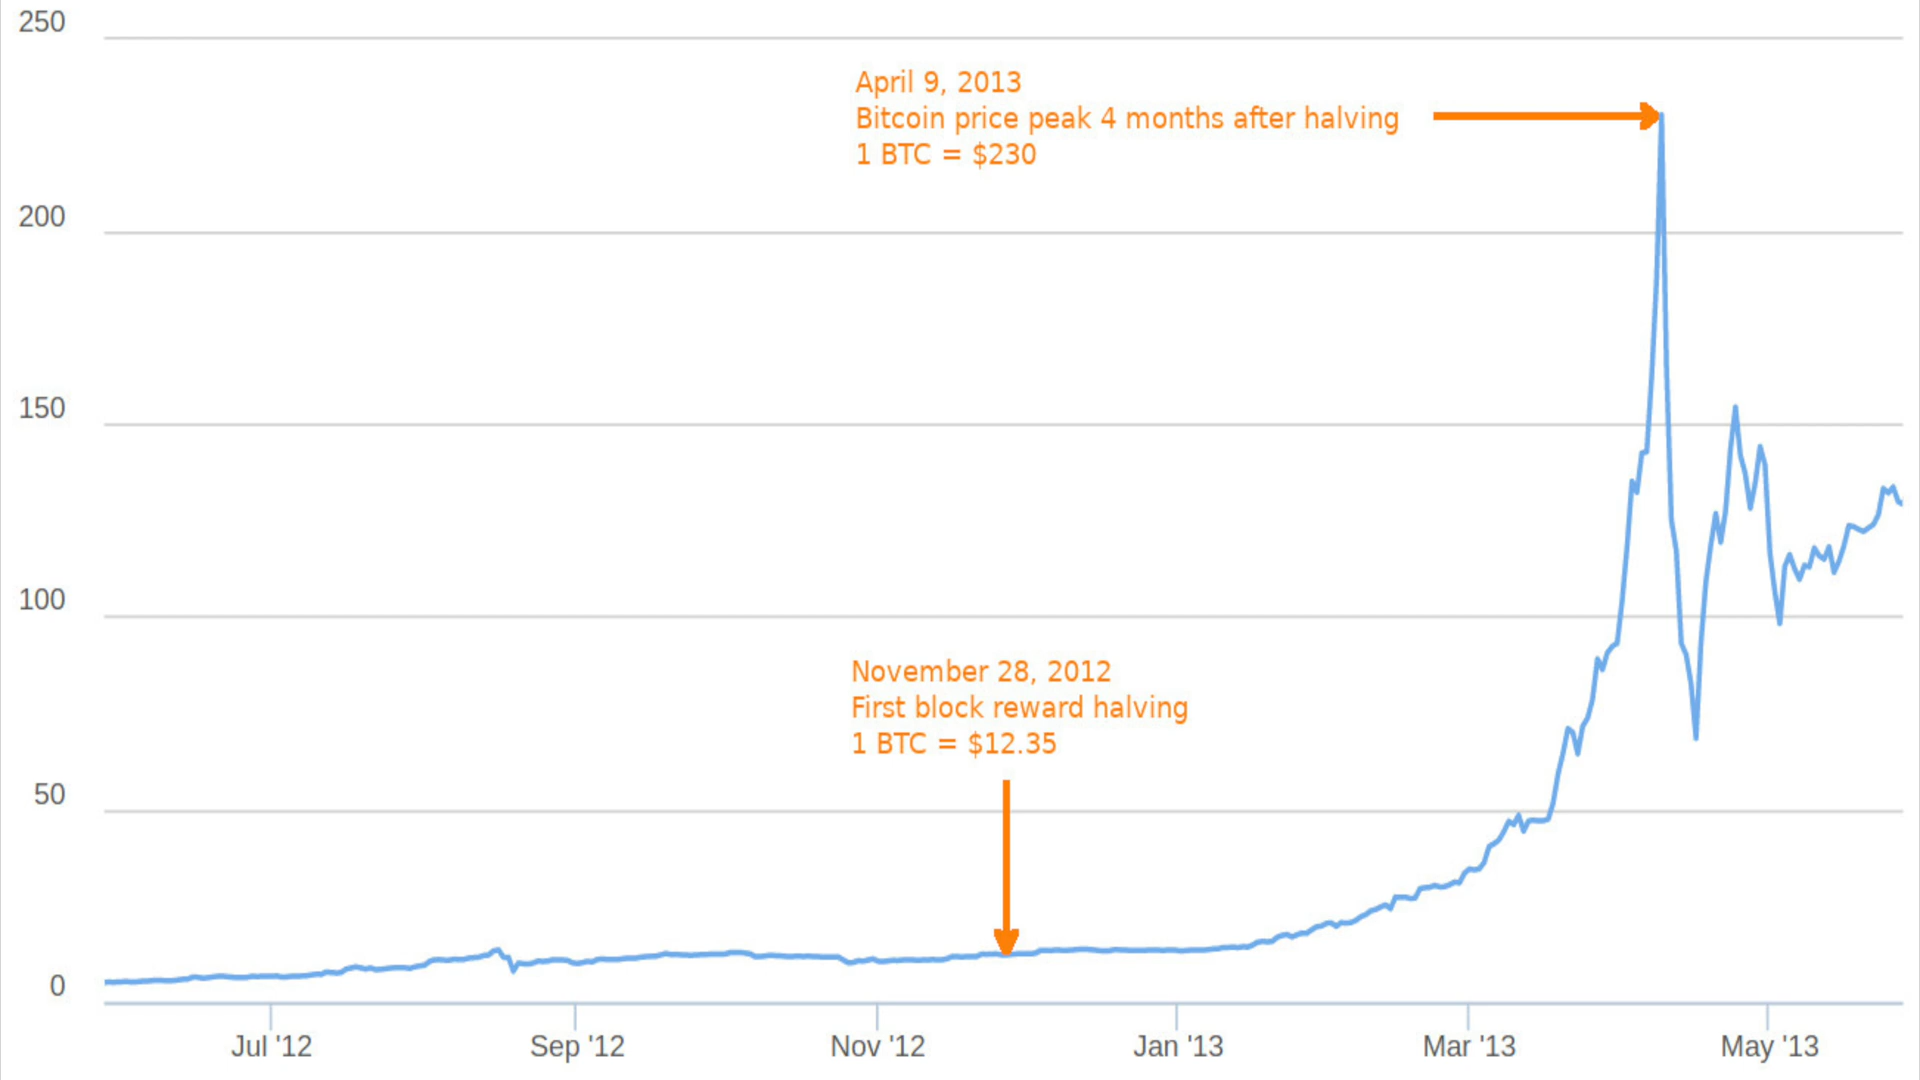 250
April 9, 2013
Bitcoin price peak 4 months after halving
1 BTC = $230
200
150
100
November 28, 2012
First block reward halving
1 BTC = $12.35
50
0
Jul '12 Sep '12 Nov '12 Jan '13 Mar '13 May '13